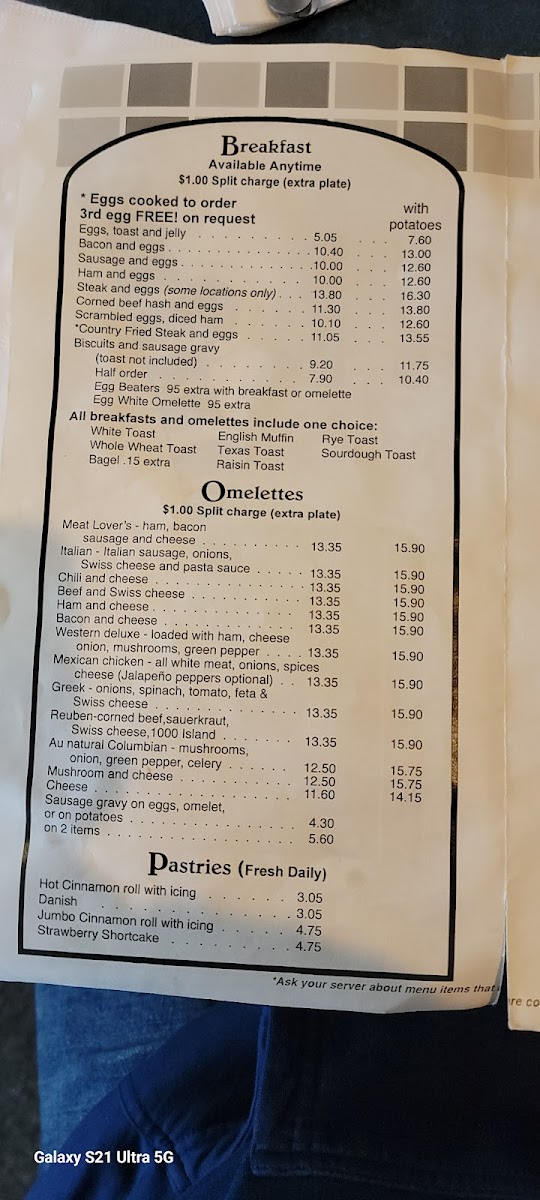 Breakfast
Available Anytime
$1.00 Split charge (extra plate)
* Eggs cooked to order with
3rd egg FREE! on request potatoes
Eggs, toast and jelly . . . . . . . . . 5.05 . . . 7.60
Bacon and eggs . . . . . . . . . . . . . 10.40 . . . 13.00
Sausage and eggs . . . . . . . . . . . .10.00 . . . 12.60
Ham and eggs . . . . . . . . . . . . 10.00 . . . 12.60
Steak and eggs (some locations only) . . . 13.80 . . . 16.30
Corned beef hash and eggs . . . . . . . 11.30 . . . 13.80
Scrambled eggs, diced ham . . . . . . 10.10 . . . 12.60
*Country Fried Steak and eggs . . . . . 11.05 . . . 13.55
Biscuits and sausage gravy
(toast not included) . . . . . . . . 9.20 . . . 11.75
Half order . . . . . . . . . . . 7.90 . . . 10.40
Egg Beaters 95 extra with breakfast or omelette
Egg White Omelette 95 extra
All breakfasts and omelettes include one choice:
White Toast English Muffin Rye Toast
Whole Wheat Toast Texas Toast Sourdough Toast
Bagel .15 extra Raisin Toast
Omelettes
$1.00 Split charge (extra plate)
Meat Lover's - ham, bacon
sausage and cheese . . . . . . . . . . 13.35 15.90
Italian - Italian sausage, onions,
Swiss cheese and pasta sauce . . . . . 13.35 15.90
Chili and cheese . . . . . . . . . . . . . . 13.35 15.90
Beef and Swiss cheese . . . . . . . . . . . 13.35 15.90
Ham and cheese . . . . . . . . . . . . . . 13.35 15.90
Bacon and cheese . . . . . . . . . . . . . 13.35 15.90
Western deluxe - loaded with ham, cheese
onion, mushrooms, green pepper . . . . 13.35 15.90
Mexican chicken - all white meat, onions, spices
cheese (Jalapeño peppers optional) . . 13.35 15.90
Greek - onions, spinach, tomato, feta &
Swiss cheese . . . . . . . . . . . . . 13.35 15.90
Reuben-corned beef,sauerkraut,
Swiss cheese,1000 Island . . . . . . . 13.35 15.90
Au natural Columbian - mushrooms,
onion, green pepper, celery . . . . . . 12.50 15.75
Mushroom and cheese . . . . . . . . . . . 12.50 15.75
Cheese . . . . . . . . . . . . . . . . . . . 11.60 14.15
Sausage gravy on eggs, omelet,
or on potatoes . . . . . . . . . . . . . . . 4.30
on 2 items . . . . . . . . . . . . . . . . . 5.60
Pastries (Fresh Daily)
Hot Cinnamon roll with icing . . . . . . . 3.05
Danish . . . . . . . . . . . . . . . . . 3.05
Jumbo Cinnamon roll with icing . . . . . . 4.75
Strawberry Shortcake . . . . . . . . . . 4.75
*Ask your server about menu items that
re co
Galaxy S21 Ultra 5G